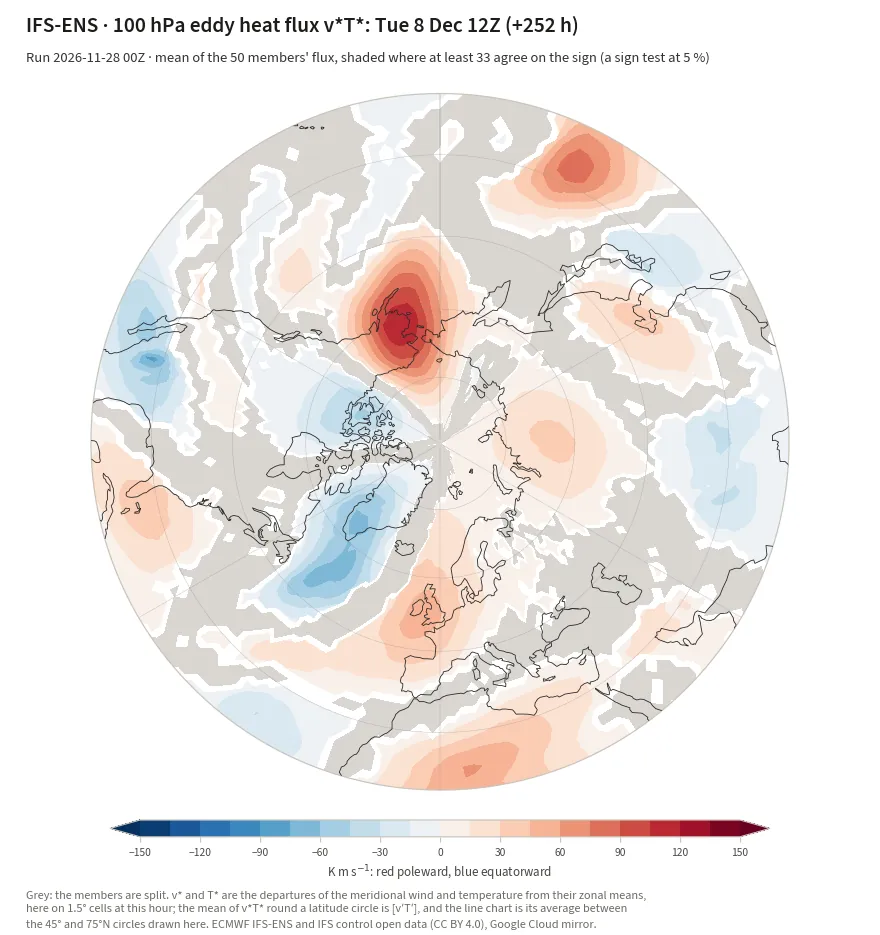 IFS-ENS · 100 hPa eddy heat flux v*T*: Tue 8 Dec 12Z (+252 h)
Run 2026-11-28 00Z · mean of the 50 members' flux, shaded where at least 33 agree on the sign (a sign test at 5 %)
−150 −120 −90 −60 −30 0 30 60 90 120 150
K m s⁻¹: red poleward, blue equatorward
Grey: the members are split. v* and T* are the departures of the meridional wind and temperature from their zonal means,
here on 1.5° cells at this hour; the mean of v*T* round a latitude circle is [v′T′], and the line chart is its average between
the 45° and 75°N circles drawn here. ECMWF IFS-ENS and IFS control open data (CC BY 4.0), Google Cloud mirror.